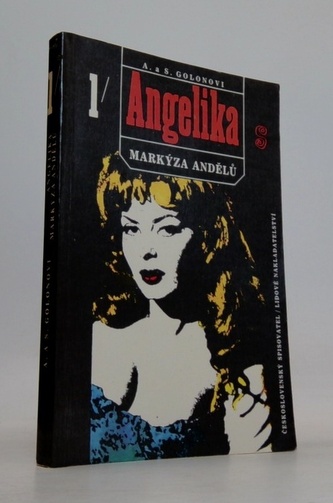 A. a S. GOLONOVI
1/
Angelika
MARKÝZA ANDĚLŮ
ČESKOSLOVENSKÝ SPISOVATEL / LIDOVÉ NAKLADATELSTVÍ
A. a S. GOLONOVI
MARKÝZA ANDĚLŮ